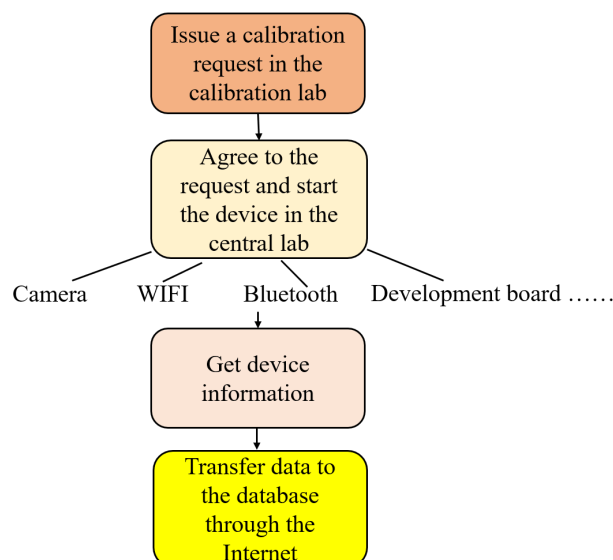 Issue a calibration
request in the
calibration lab
Agree to the
request and start
the device in the
central lab
Camera WIFI Bluetooth Development board ……
Get device
information
Transfer data to
the database
through the
Internet